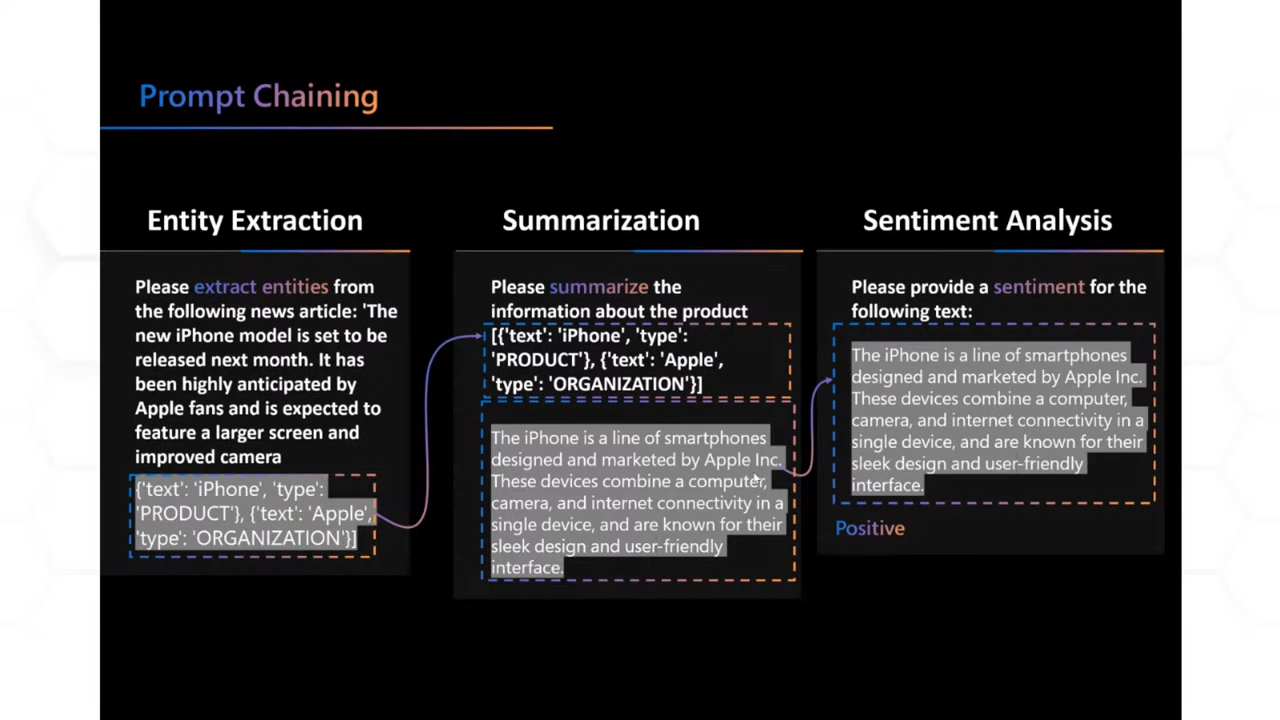 Prompt Chaining
Entity Extraction
Please extract entities from
the following news article: 'The
new iPhone model is set to be
released next month. It has
been highly anticipated by
Apple fans and is expected to
feature a larger screen and
improved camera
{'text': 'iPhone', 'type':
'PRODUCT'}, {'text': 'Apple',
'type': 'ORGANIZATION'}]
Summarization
Please summarize the
information about the product
[{'text': 'iPhone', 'type':
'PRODUCT'}, {'text': 'Apple',
'type': 'ORGANIZATION'}]
The iPhone is a line of smartphones
designed and marketed by Apple Inc.
These devices combine a computer,
camera, and internet connectivity in a
single device, and are known for their
sleek design and user-friendly
interface.
Sentiment Analysis
Please provide a sentiment for the
following text:
The iPhone is a line of smartphones
designed and marketed by Apple Inc.
These devices combine a computer,
camera, and internet connectivity in a
single device, and are known for their
sleek design and user-friendly
interface.
Positive